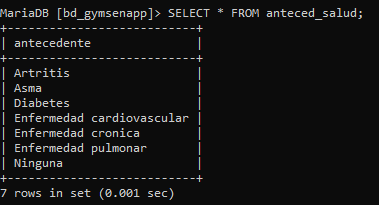 MariaDB [bd_gymsenapp]> SELECT * FROM anteced_salud;
+---------------------------+
| antecedente               |
+---------------------------+
| Artritis                  |
| Asma                      |
| Diabetes                  |
| Enfermedad cardiovascular |
| Enfermedad cronica        |
| Enfermedad pulmonar       |
| Ninguna                   |
+---------------------------+
7 rows in set (0.001 sec)